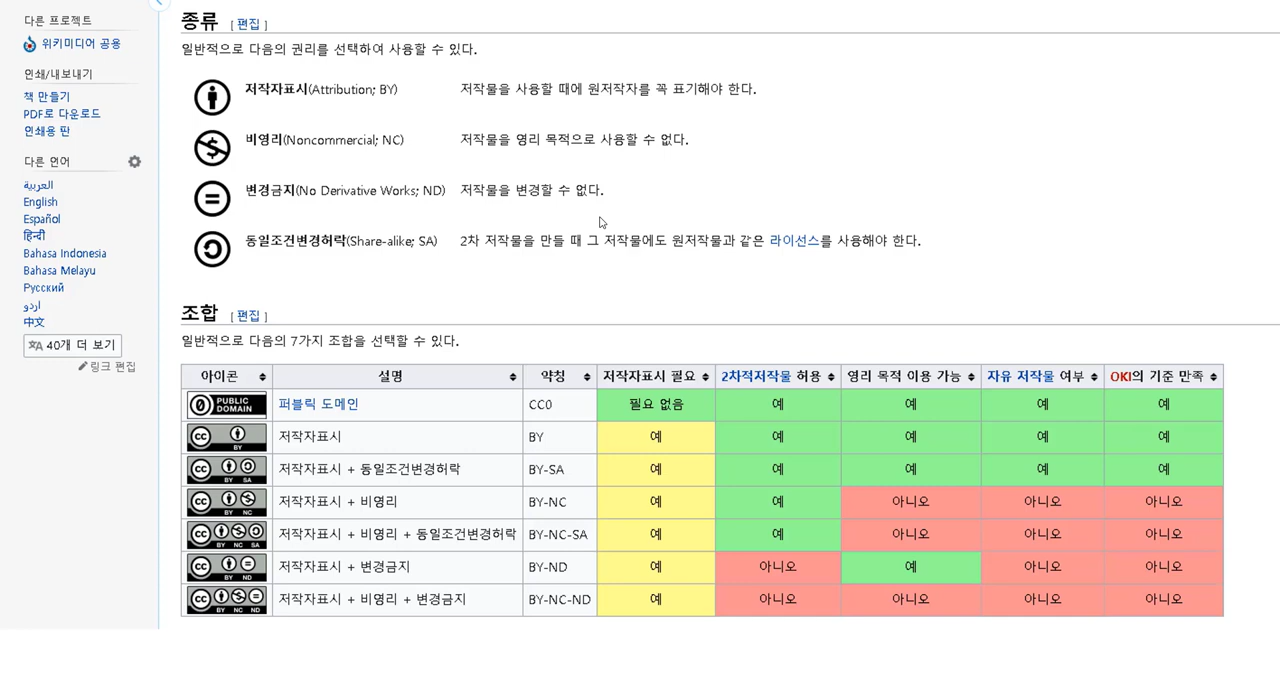 다른 프로젝트
위키미디어 공용
인쇄/내보내기
책 만들기
PDF로 다운로드
인쇄용 판
다른 언어
العربية
English
Español
हिन्दी
Bahasa Indonesia
Bahasa Melayu
Русский
اردو
中文
40개 더 보기
링크 편집
종류 [ 편집 ]
일반적으로 다음의 권리를 선택하여 사용할 수 있다.
저작자표시(Attribution; BY) 저작물을 사용할 때에 원저작자를 꼭 표기해야 한다.
비영리(Noncommercial; NC) 저작물을 영리 목적으로 사용할 수 없다.
변경금지(No Derivative Works; ND) 저작물을 변경할 수 없다.
동일조건변경허락(Share-alike; SA) 2차 저작물을 만들 때 그 저작물에도 원저작물과 같은 라이선스를 사용해야 한다.
조합 [ 편집 ]
일반적으로 다음의 7가지 조합을 선택할 수 있다.
아이콘 설명 약칭 저작자표시 필요 2차적저작물 허용 영리 목적 이용 가능 자유 저작물 여부 OKI의 기준 만족
PUBLIC DOMAIN 퍼블릭 도메인 CC0 필요 없음 예 예 예 예
cc BY 저작자표시 BY 예 예 예 예 예
cc BY SA 저작자표시 + 동일조건변경허락 BY-SA 예 예 예 예 예
cc BY NC 저작자표시 + 비영리 BY-NC 예 예 아니오 아니오 아니오
cc BY NC SA 저작자표시 + 비영리 + 동일조건변경허락 BY-NC-SA 예 예 아니오 아니오 아니오
cc BY ND 저작자표시 + 변경금지 BY-ND 예 아니오 예 아니오 아니오
cc BY NC ND 저작자표시 + 비영리 + 변경금지 BY-NC-ND 예 아니오 아니오 아니오 아니오